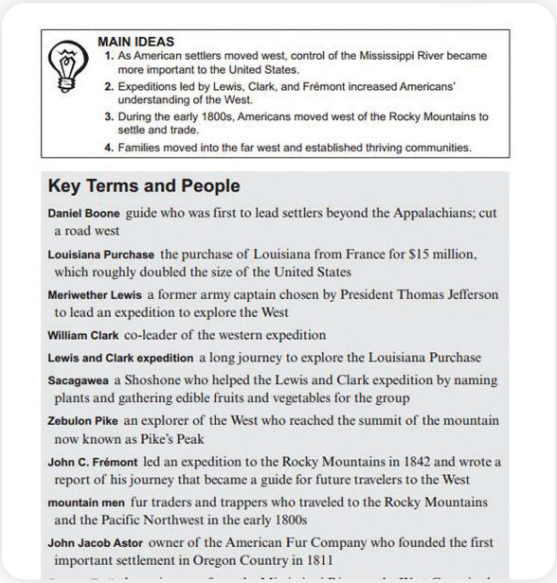 MAIN IDEAS
1. As American settlers moved west, control of the Mississippi River became
more important to the United States.
2. Expeditions led by Lewis, Clark, and Frémont increased Americans'
understanding of the West.
3. During the early 1800s, Americans moved west of the Rocky Mountains to
settle and trade.
4. Families moved into the far west and established thriving communities.
Key Terms and People
Daniel Boone guide who was first to lead settlers beyond the Appalachians; cut
a road west
Louisiana Purchase the purchase of Louisiana from France for $15 million,
which roughly doubled the size of the United States
Meriwether Lewis a former army captain chosen by President Thomas Jefferson
to lead an expedition to explore the West
William Clark co-leader of the western expedition
Lewis and Clark expedition a long journey to explore the Louisiana Purchase
Sacagawea a Shoshone who helped the Lewis and Clark expedition by naming
plants and gathering edible fruits and vegetables for the group
Zebulon Pike an explorer of the West who reached the summit of the mountain
now known as Pike's Peak
John C. Frémont led an expedition to the Rocky Mountains in 1842 and wrote a
report of his journey that became a guide for future travelers to the West
mountain men fur traders and trappers who traveled to the Rocky Mountains
and the Pacific Northwest in the early 1800s
John Jacob Astor owner of the American Fur Company who founded the first
important settlement in Oregon Country in 1811